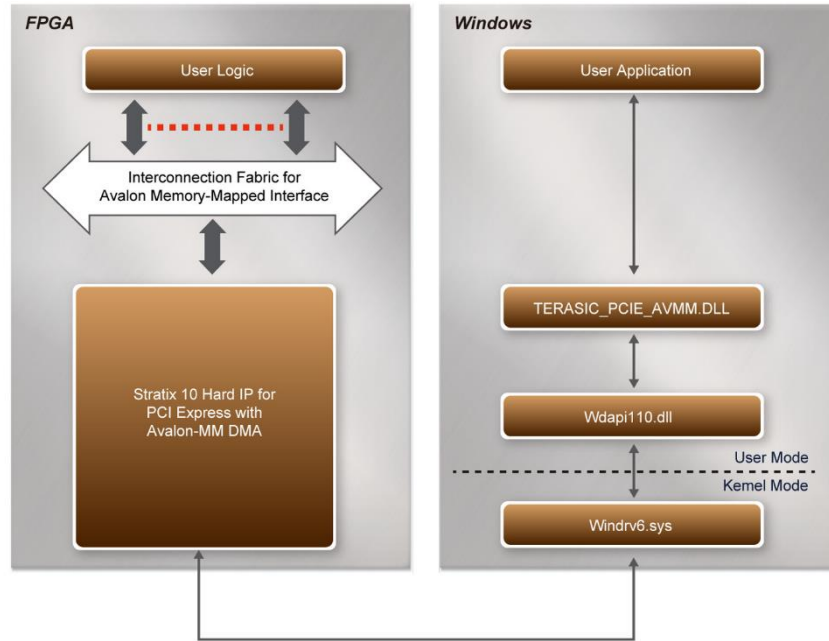 FPGA
User Logic
Interconnection Fabric for
Avalon Memory-Mapped Interface
Stratix 10 Hard IP for
PCI Express with
Avalon-MM DMA
Windows
User Application
TERASIC_PCIE_AVMM.DLL
Wdapi110.dll
User Mode
Kemel Mode
Windrv6.sys